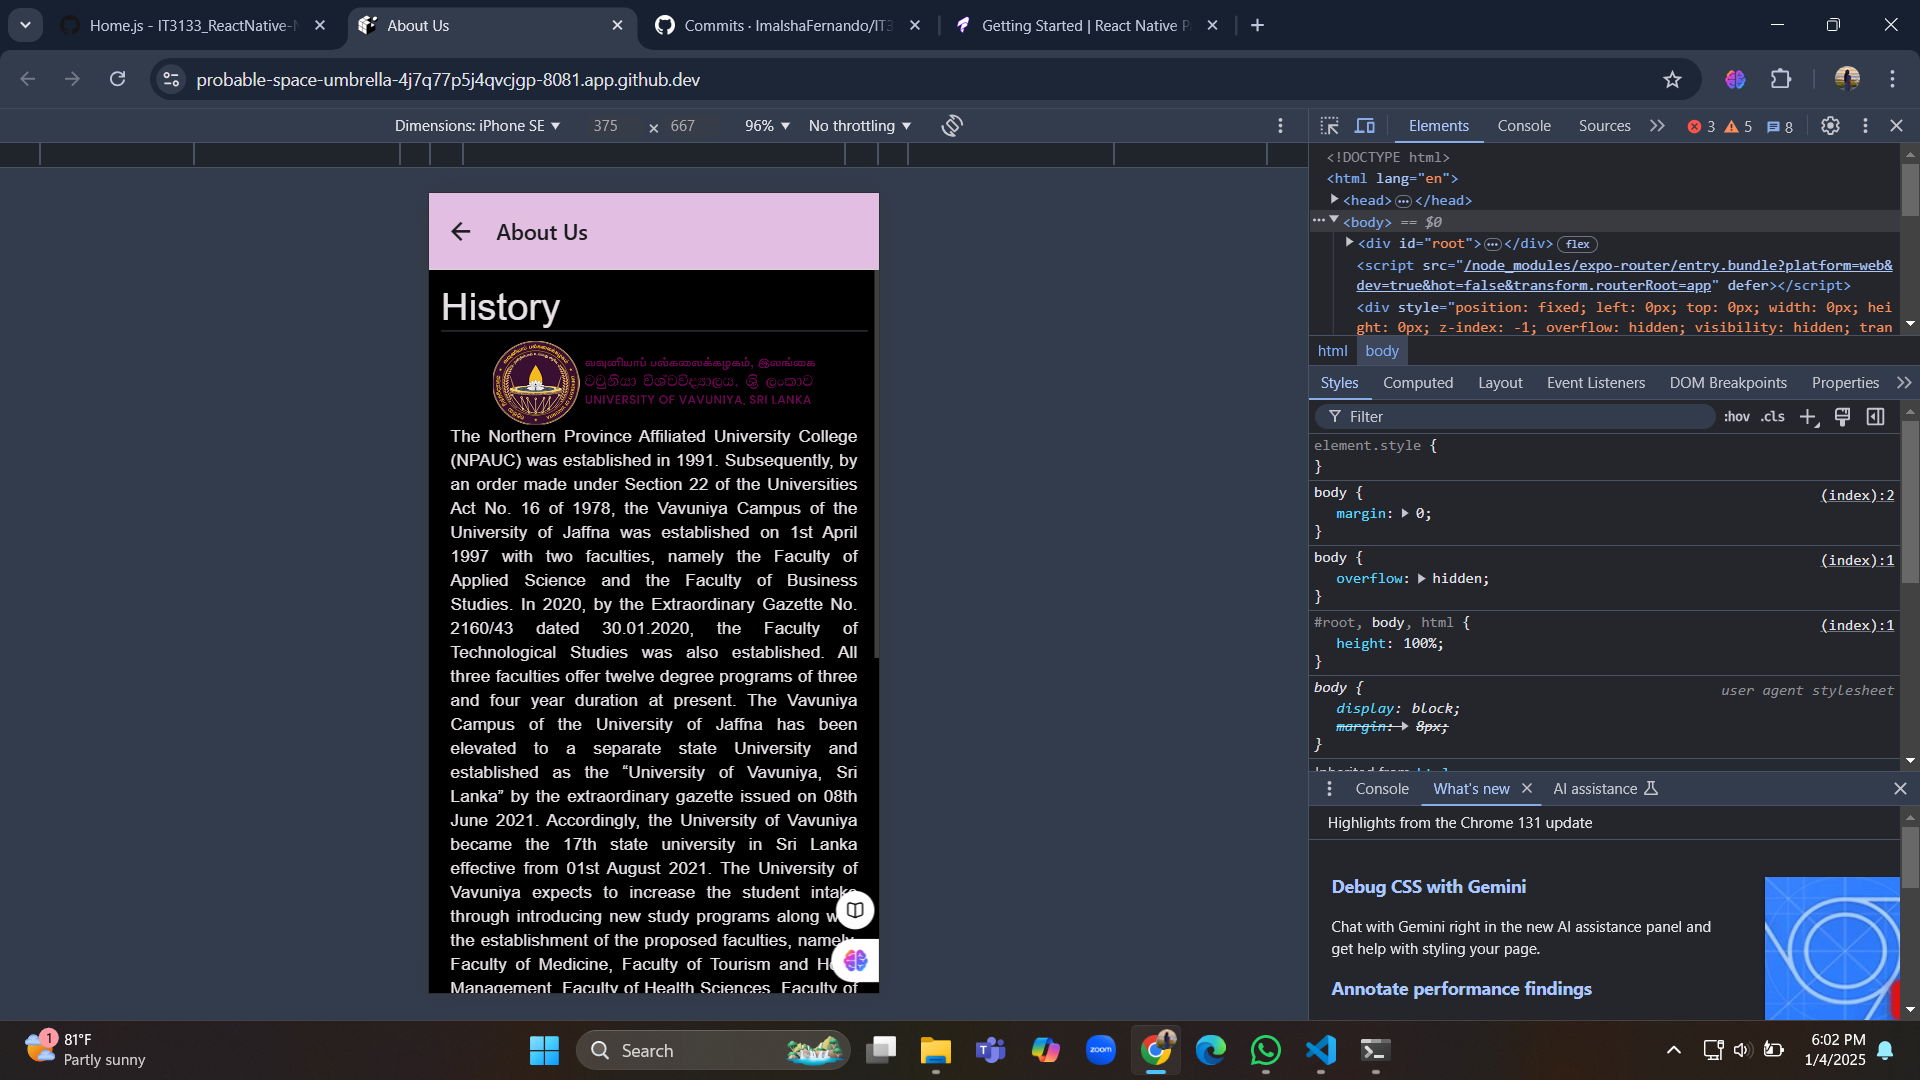 Home.js - IT3133_ReactNative-M
About Us
Commits · ImalshaFernando/IT3
Getting Started | React Native P
probable-space-umbrella-4j7q77p5j4qvcjgp-8081.app.github.dev
Dimensions: iPhone SE
375
×
667
96%
No throttling
Elements
Console
Sources
3
5
8
<!DOCTYPE html>
<html lang="en">
<head>
</head>
<body> == $0
<div id="root">
</div>
flex
<script src="/node_modules/expo-router/entry.bundle?platform=web&
dev=true&hot=false&transform.routerRoot=app" defer></script>
<div style="position: fixed; left: 0px; top: 0px; width: 0px; hei
ght: 0px; z-index: -1; overflow: hidden; visibility: hidden; tran
html
body
Styles
Computed
Layout
Event Listeners
DOM Breakpoints
Properties
Filter
:hov
.cls
element.style {
}
body {
(index):2
margin: 0;
}
body {
(index):1
overflow: hidden;
}
#root, body, html {
(index):1
height: 100%;
}
body {
user agent stylesheet
display: block;
margin: 8px;
}
Console
What's new
AI assistance
Highlights from the Chrome 131 update
Debug CSS with Gemini
Chat with Gemini right in the new AI assistance panel and
get help with styling your page.
Annotate performance findings
About Us
History
வவுனியாப் பல்கலைக்கழகம், இலங்கை
වවුනියා විශ්වවිද්‍යාලය, ශ්‍රී ලංකාව
UNIVERSITY OF VAVUNIYA, SRI LANKA
The Northern Province Affiliated University College
(NPAUC) was established in 1991. Subsequently, by
an order made under Section 22 of the Universities
Act No. 16 of 1978, the Vavuniya Campus of the
University of Jaffna was established on 1st April
1997 with two faculties, namely the Faculty of
Applied Science and the Faculty of Business
Studies. In 2020, by the Extraordinary Gazette No.
2160/43 dated 30.01.2020, the Faculty of
Technological Studies was also established. All
three faculties offer twelve degree programs of three
and four year duration at present. The Vavuniya
Campus of the University of Jaffna has been
elevated to a separate state University and
established as the “University of Vavuniya, Sri
Lanka” by the extraordinary gazette issued on 08th
June 2021. Accordingly, the University of Vavuniya
became the 17th state university in Sri Lanka
effective from 01st August 2021. The University of
Vavuniya expects to increase the student intake
through introducing new study programs along w
the establishment of the proposed faculties, namely,
Faculty of Medicine, Faculty of Tourism and Ho
Management, Faculty of Health Sciences, Faculty of
1
81°F
Partly sunny
Search
zoom
6:02 PM
1/4/2025